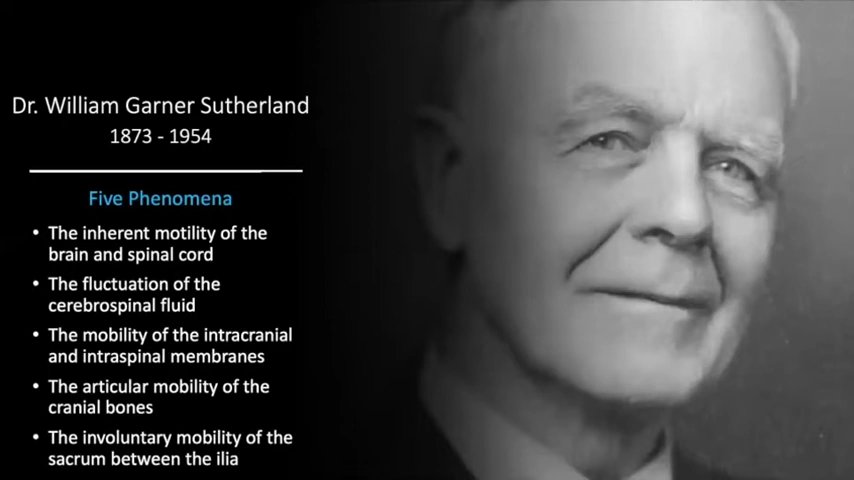 Dr. William Garner Sutherland
1873 - 1954
Five Phenomena
• The inherent motility of the
brain and spinal cord
• The fluctuation of the
cerebrospinal fluid
• The mobility of the intracranial
and intraspinal membranes
• The articular mobility of the
cranial bones
• The involuntary mobility of the
sacrum between the ilia